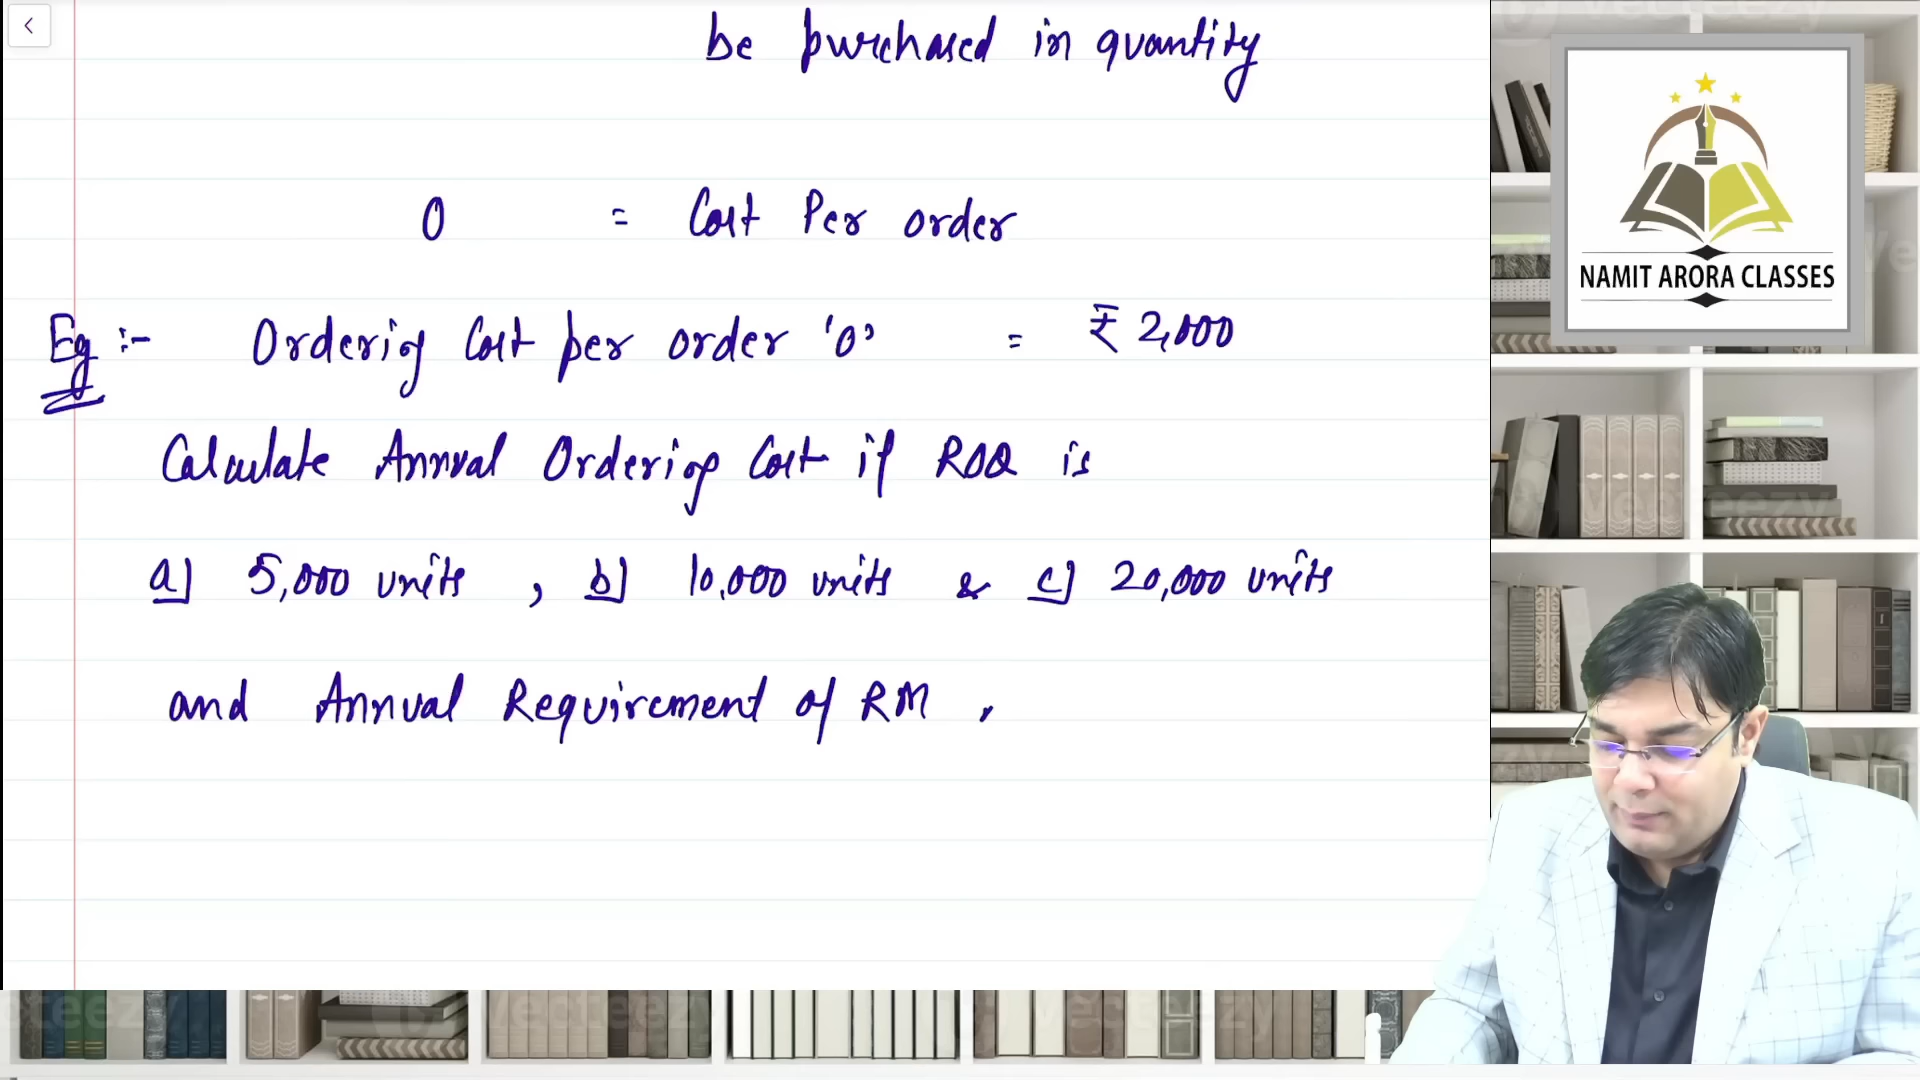 be purchased in quantity
O = Cost Per order
Eg :- Ordering Cost per order 'O' = ₹ 2,000
Calculate Annual Ordering Cost if ROQ is
a] 5,000 units , b] 10,000 units & c] 20,000 units
and Annual Requirement of RM ,
NAMIT ARORA CLASSES
vecteezy
vecteezy